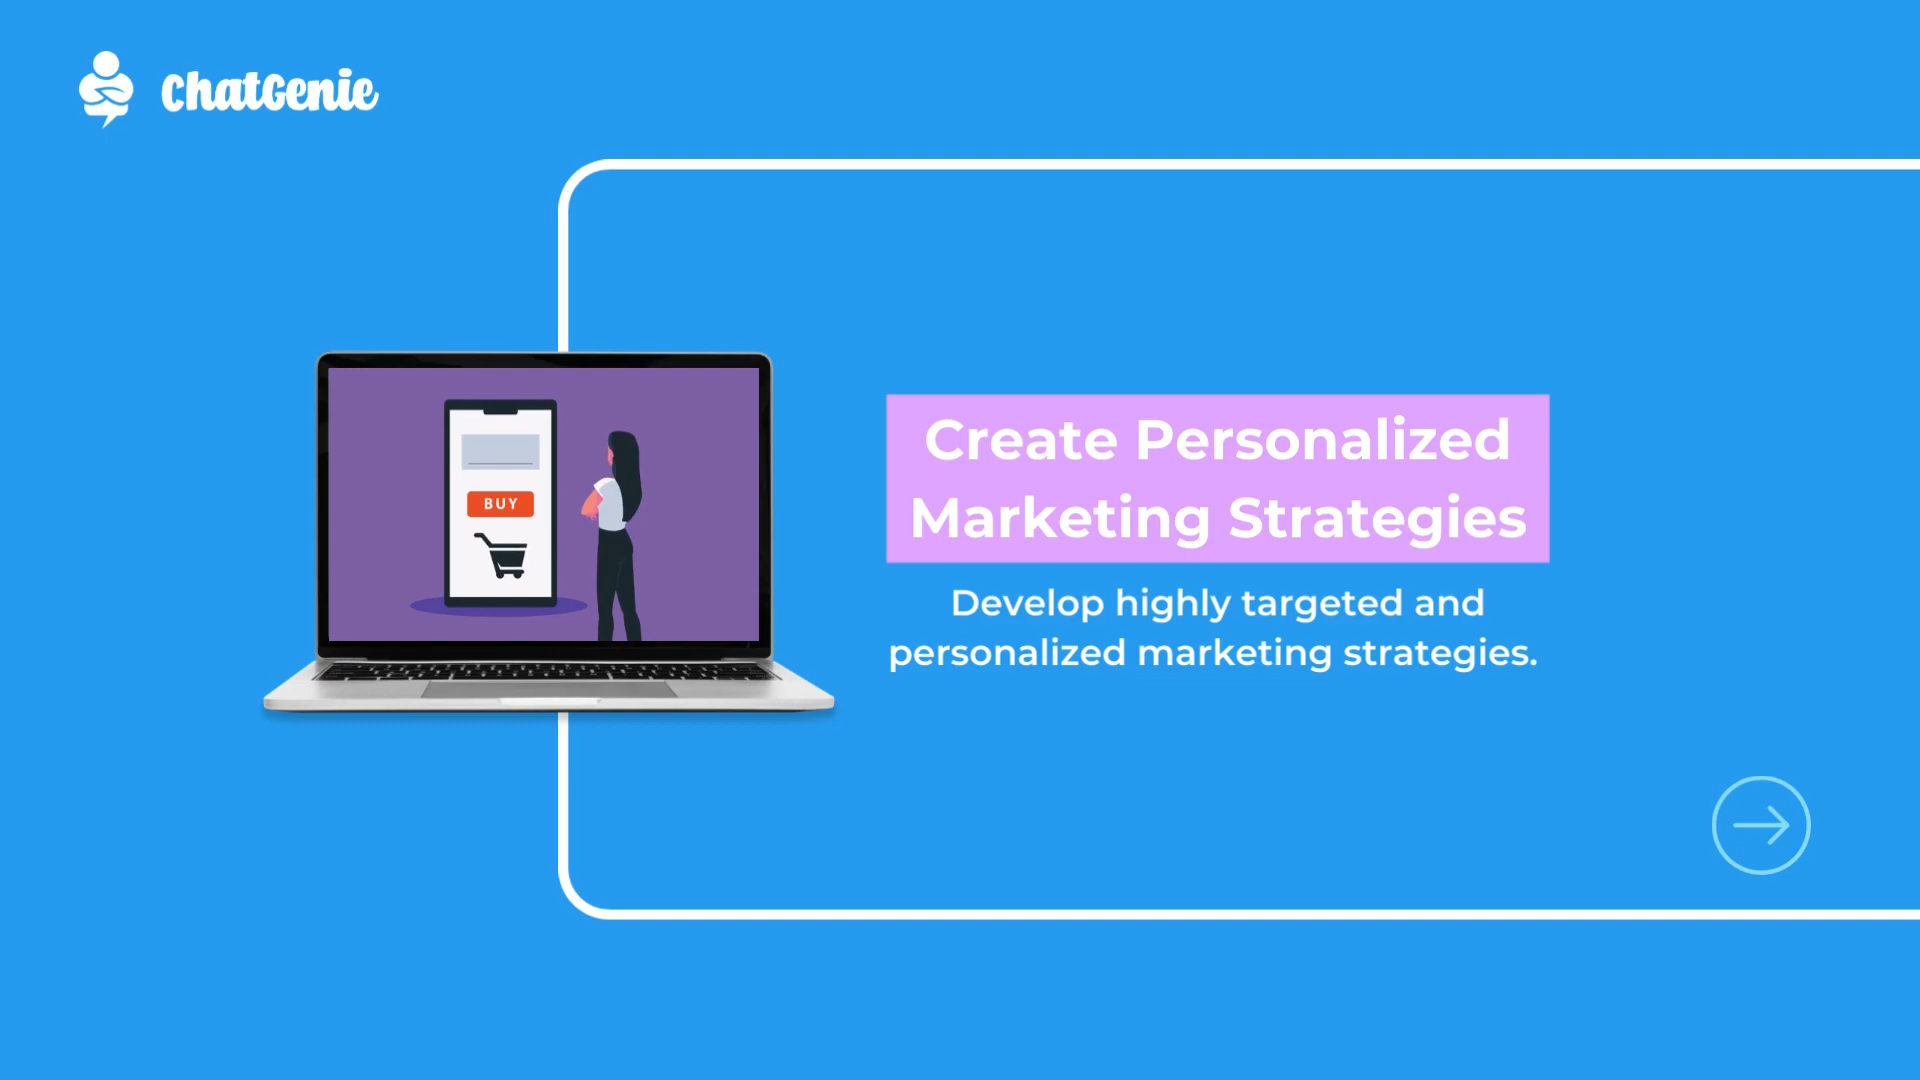 ChatGenie
BUY
Create Personalized
Marketing Strategies
Develop highly targeted and
personalized marketing strategies.